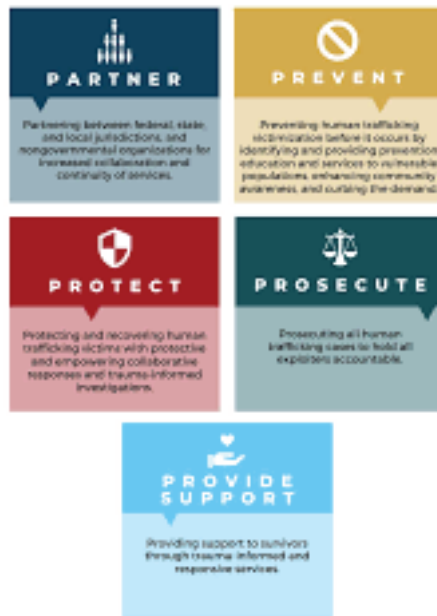 PARTNER
Partnering between federal, state,
and local jurisdictions, and
nongovernmental organizations for
increased collaboration and
continuity of services.
PREVENT
Preventing human trafficking
victimization before it occurs by
identifying and providing prevention
education and services to vulnerable
populations, enhancing community
awareness, and curbing the demand.
PROTECT
Protecting and recovering human
trafficking victims with protective
and empowering collaborative
responses and trauma-informed
investigations.
PROSECUTE
Prosecuting all human
trafficking cases to hold all
exploiters accountable.
PROVIDE
SUPPORT
Providing support to survivors
through trauma-informed and
responsive services.